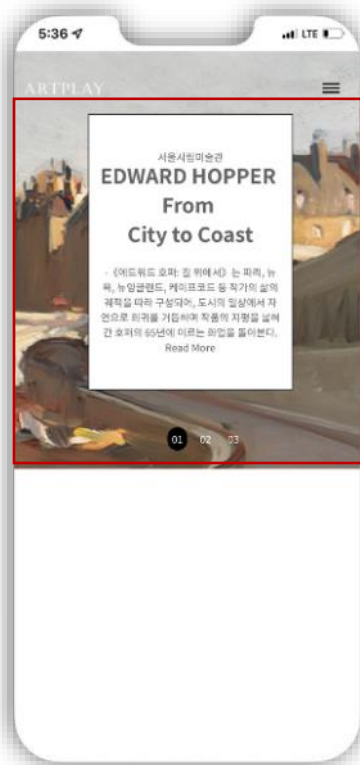 5:36
LTE
ARTPLAY
서울시립미술관
EDWARD HOPPER
From
City to Coast
- 《에드워드 호퍼: 길 위에서》는 파리, 뉴
욕, 뉴잉글랜드, 케이프코드 등 작가의 삶의
궤적을 따라 구성되어, 도시의 일상에서 자
연으로 회귀를 거듭하며 작품의 지평을 넓혀
간 호퍼의 65년에 이르는 화업을 돌아본다.
Read More
01 02 03